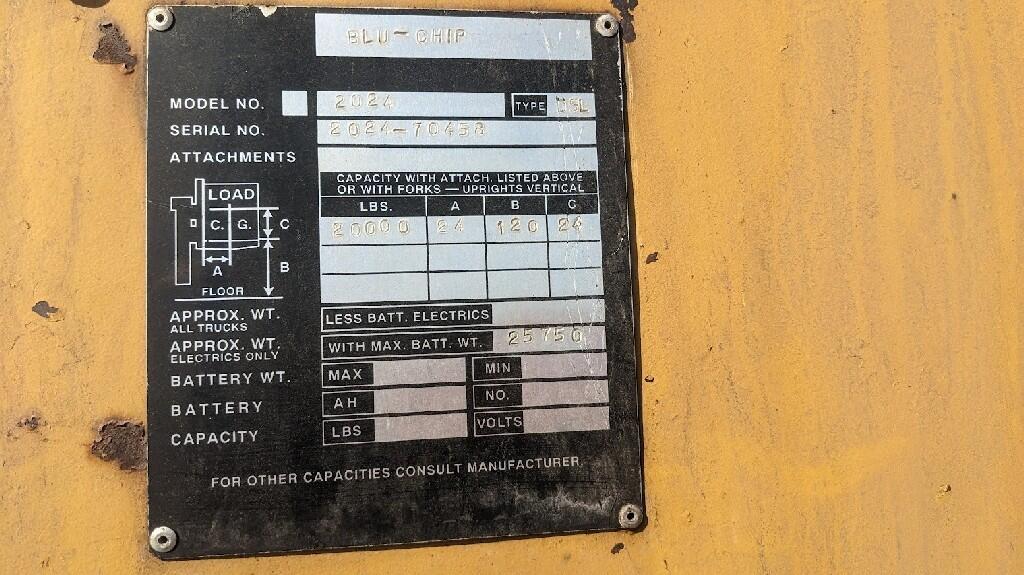 BLU-CHIP
MODEL NO. 2024 TYPE DSL
SERIAL NO. 2024-70458
ATTACHMENTS
CAPACITY WITH ATTACH. LISTED ABOVE
OR WITH FORKS — UPRIGHTS VERTICAL
LBS. A B C
20000 24 120 24
LOAD
C. G. C
A B
FLOOR
APPROX. WT.
ALL TRUCKS
LESS BATT. ELECTRICS
APPROX. WT.
ELECTRICS ONLY
WITH MAX. BATT. WT. 25750
BATTERY WT. MAX MIN
BATTERY AH NO.
CAPACITY LBS VOLTS
FOR OTHER CAPACITIES CONSULT MANUFACTURER